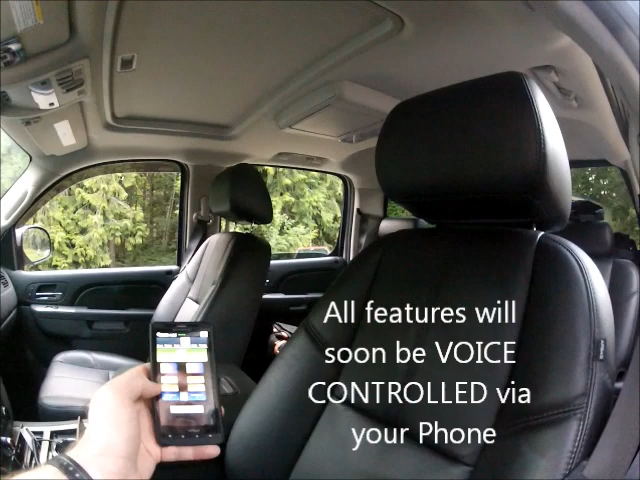 All features will
soon be VOICE
CONTROLLED via
your Phone